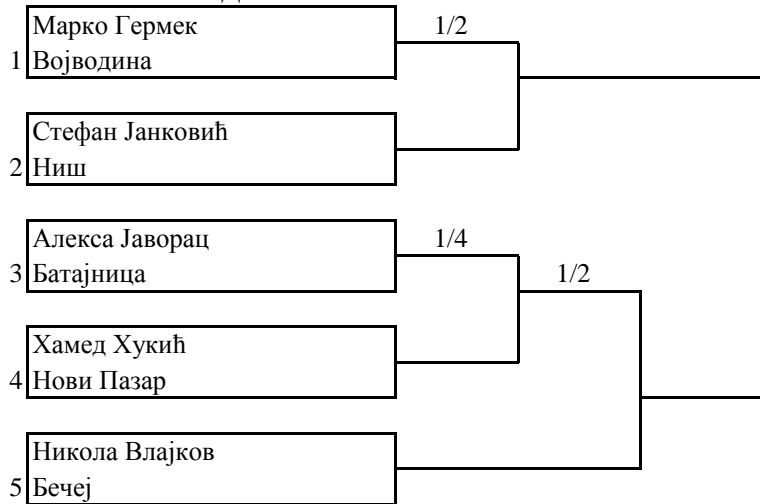 Марко Гермек
1/2
1 Војводина
Стефан Јанковић
2 Ниш
Алекса Јаворац
1/4
3 Батајница
1/2
Хамед Хукић
4 Нови Пазар
Никола Влајков
5 Бечеј